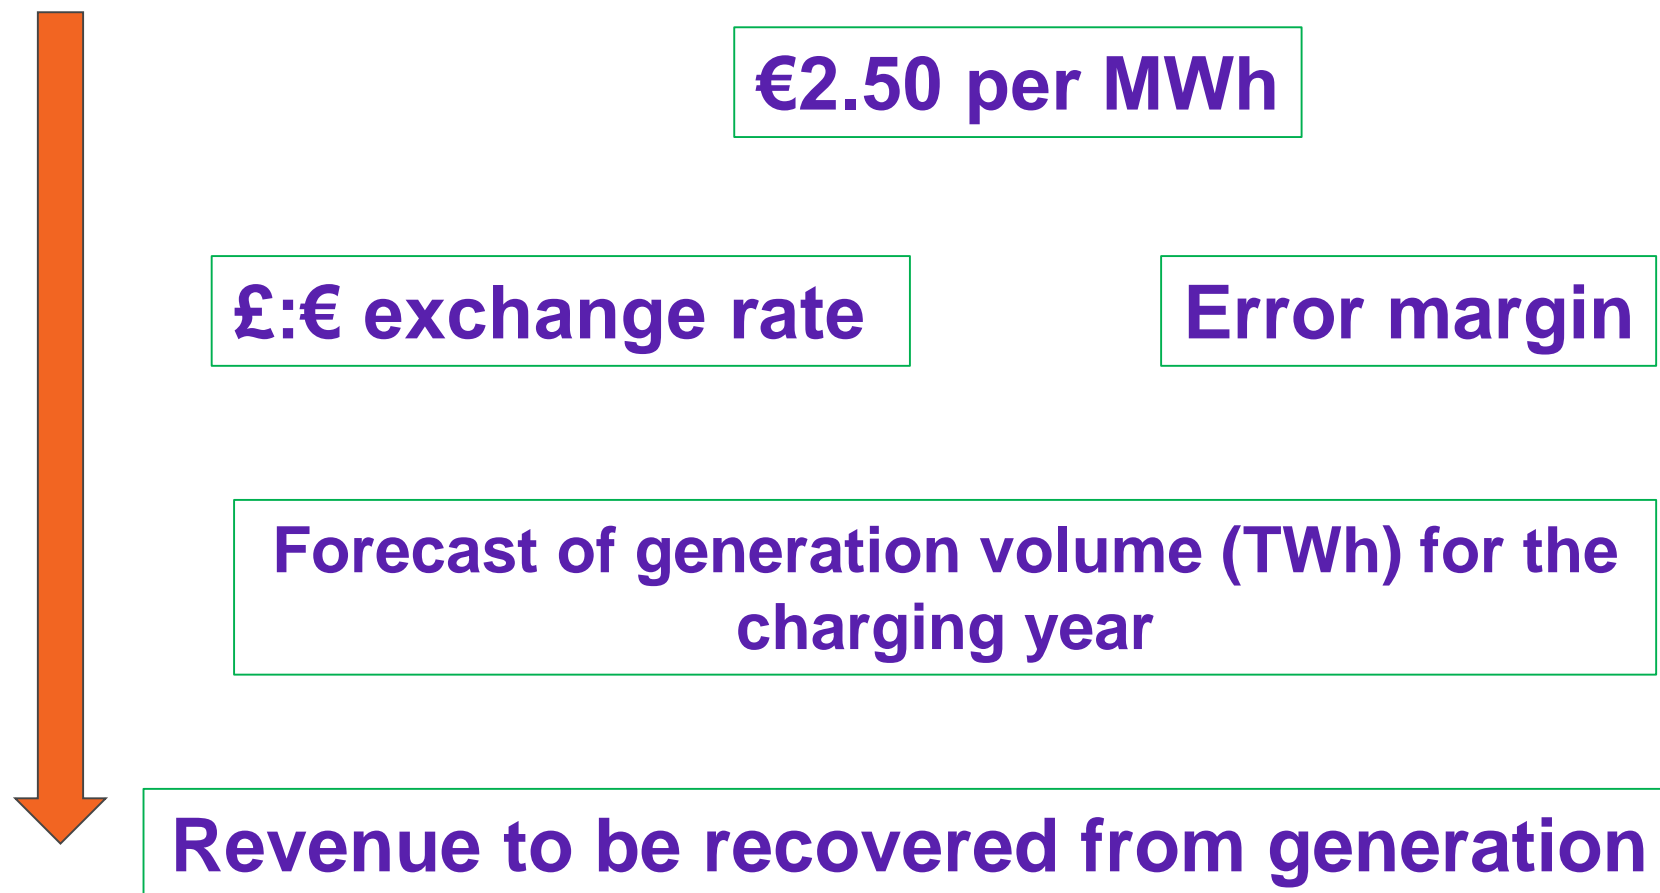 €2.50 per MWh
£:€ exchange rate
Error margin
Forecast of generation volume (TWh) for the
charging year
Revenue to be recovered from generation